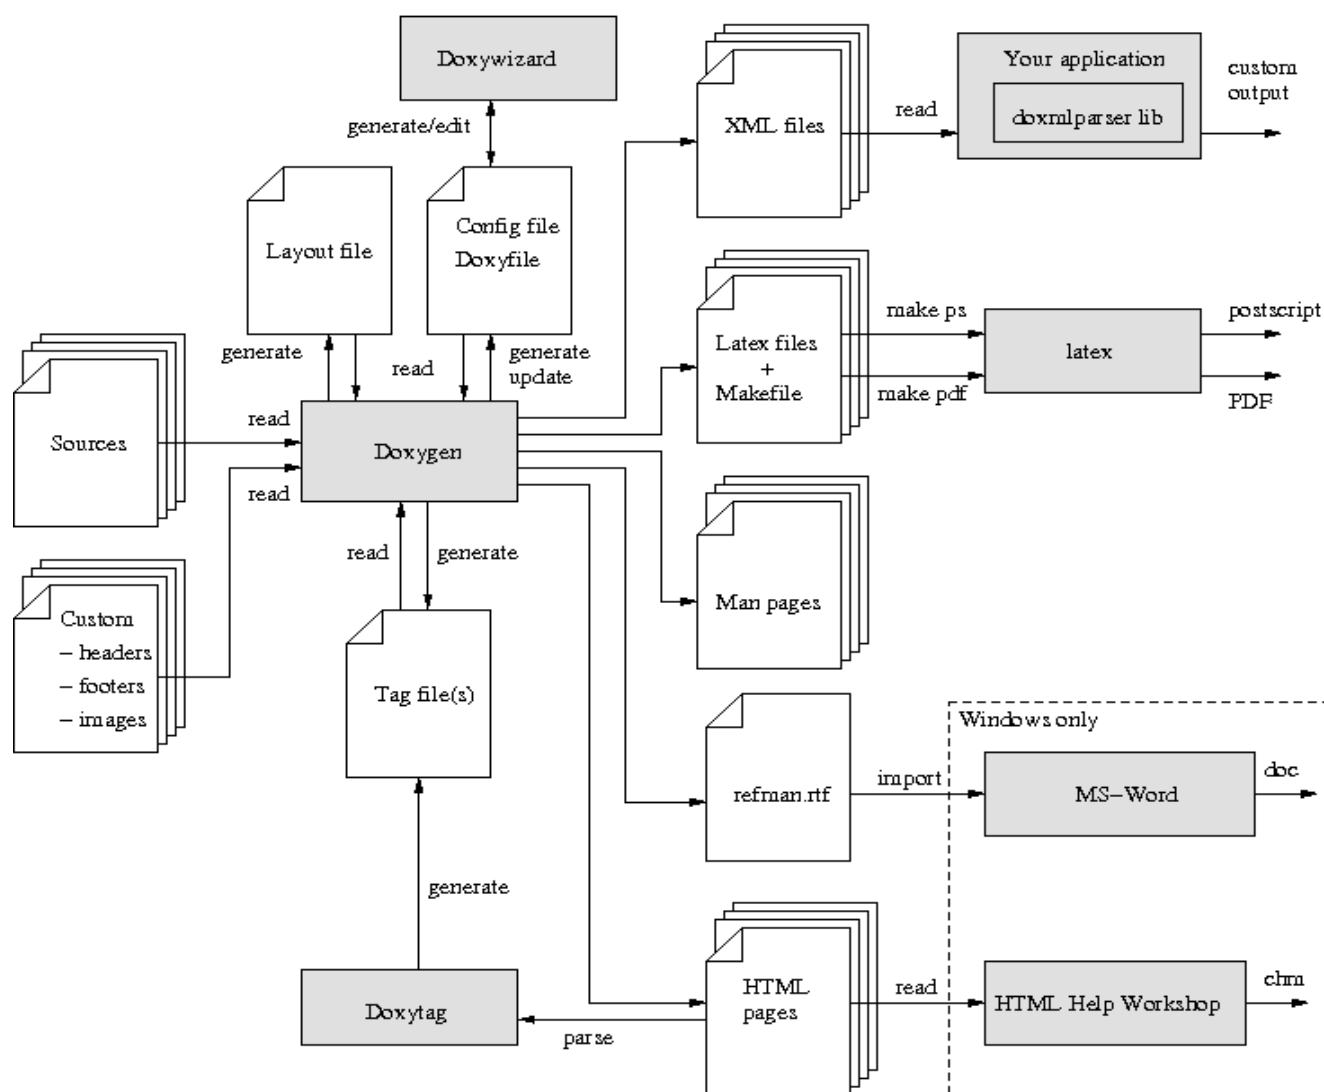 Doxywizard
Your application
custom
output
doxmlparser lib
XML files
read
generate/edit
Config file
Doxyfile
Layout file
make ps
postscript
Latex files
+
Makefile
latex
generate
read
generate
update
make pdf
PDF
read
Sources
Doxygen
read
read
generate
Man pages
Custom
– headers
– footers
– images
Tag file(s)
Windows only
import
doc
refman.rtf
MS–Word
generate
HTML
pages
read
chm
HTML Help Workshop
Doxytag
parse